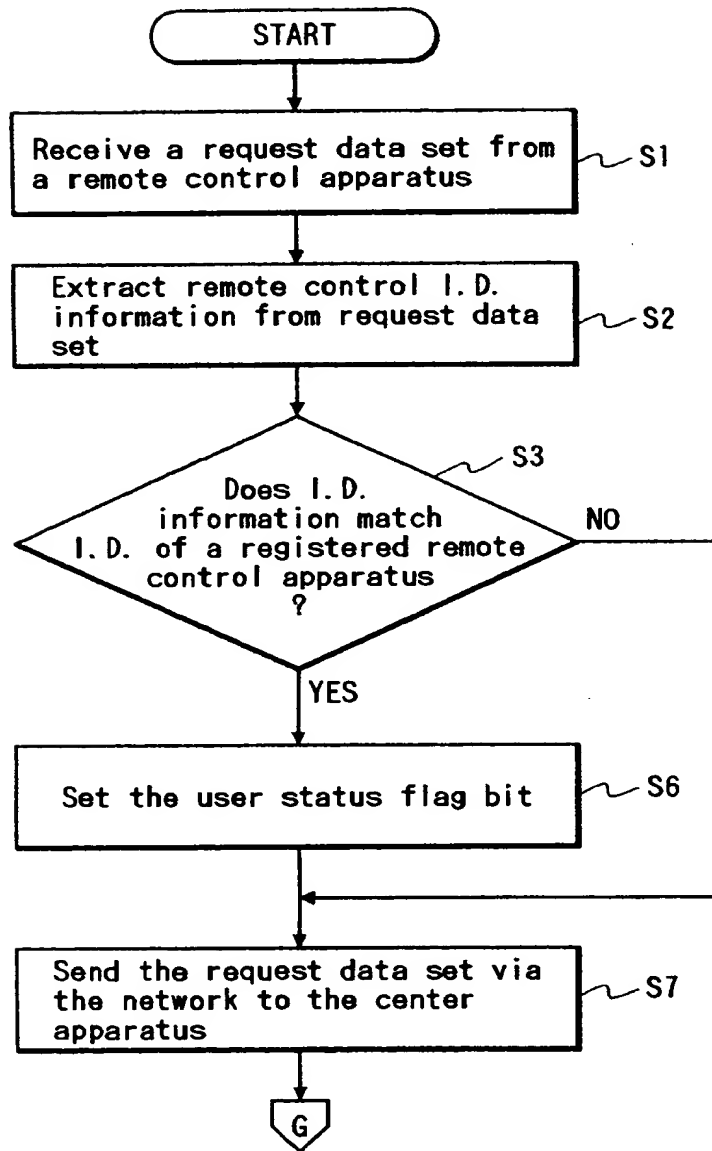 START
Receive a request data set from
a remote control apparatus
S1
Extract remote control I.D.
information from request data
set
S2
S3
Does I.D.
information match
I.D. of a registered remote
control apparatus
?
NO
YES
Set the user status flag bit
S6
Send the request data set via
the network to the center
apparatus
S7
G